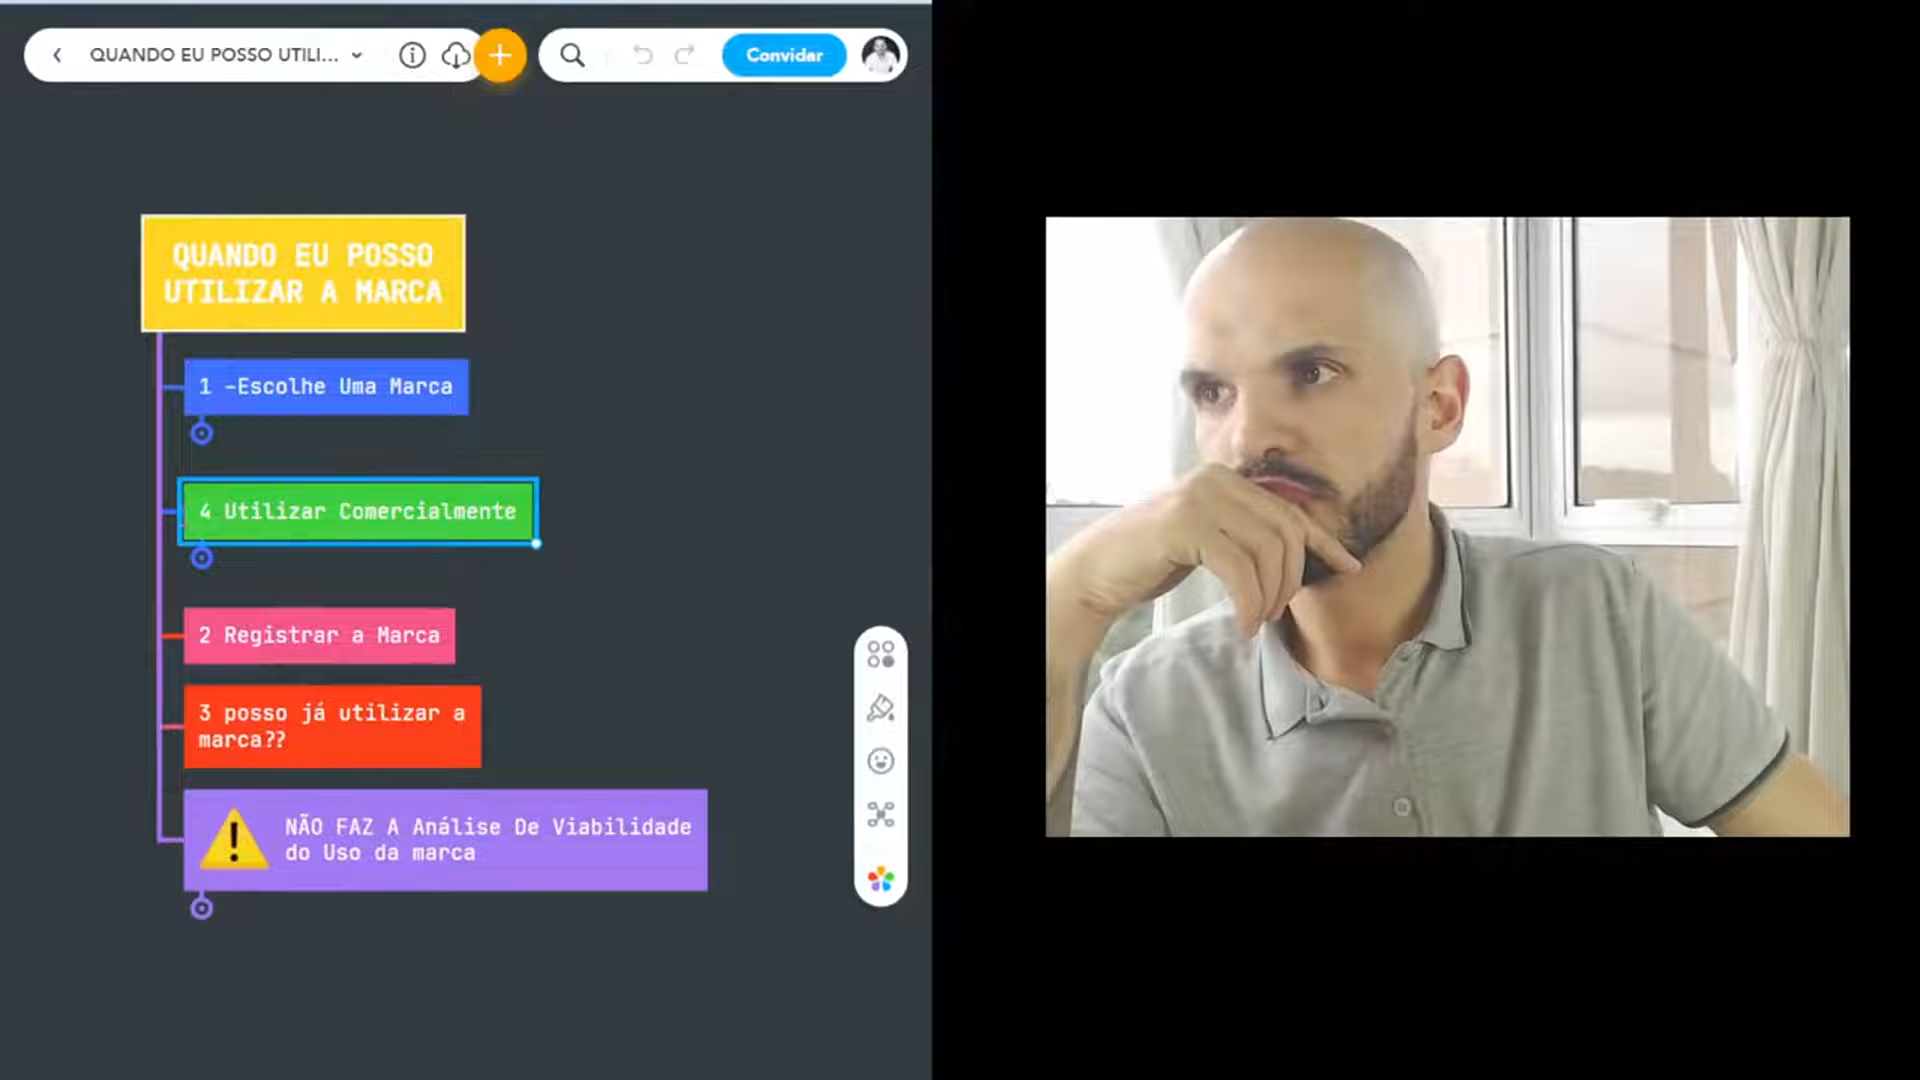 QUANDO EU POSSO UTILI...
Convidar
QUANDO EU POSSO
UTILIZAR A MARCA
1 -Escolhe Uma Marca
4 Utilizar Comercialmente
2 Registrar a Marca
3 posso já utilizar a
marca??
NÃO FAZ A Análise De Viabilidade
do Uso da marca